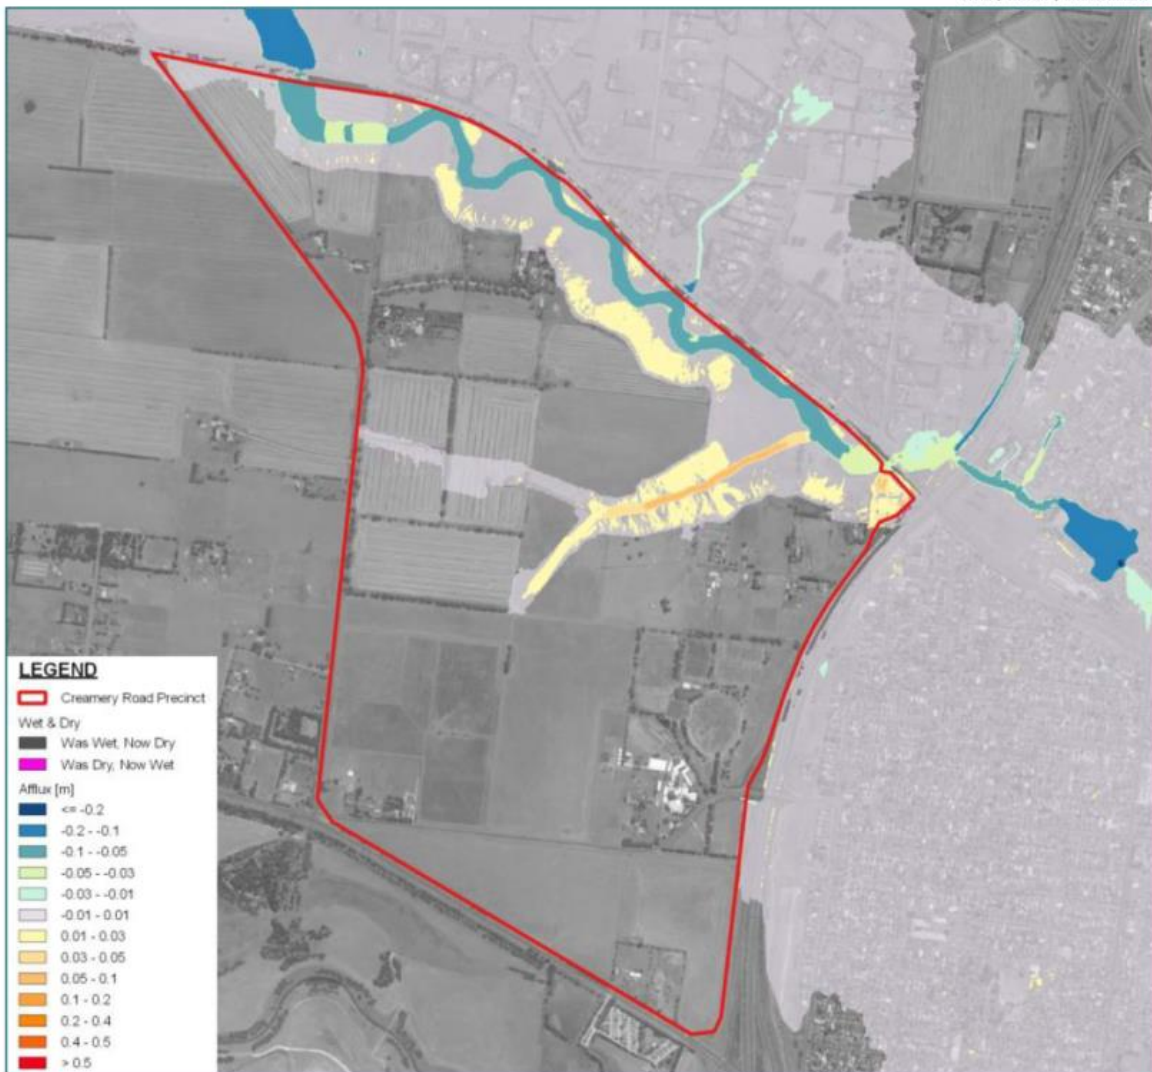 LEGEND
Creamery Road Precinct
Wet & Dry
Was Wet, Now Dry
Was Dry, Now Wet
Afflux [m]
<= -0.2
-0.2 - -0.1
-0.1 - -0.05
-0.05 - -0.03
-0.03 - -0.01
-0.01 - 0.01
0.01 - 0.03
0.03 - 0.05
0.05 - 0.1
0.1 - 0.2
0.2 - 0.4
0.4 - 0.5
> 0.5